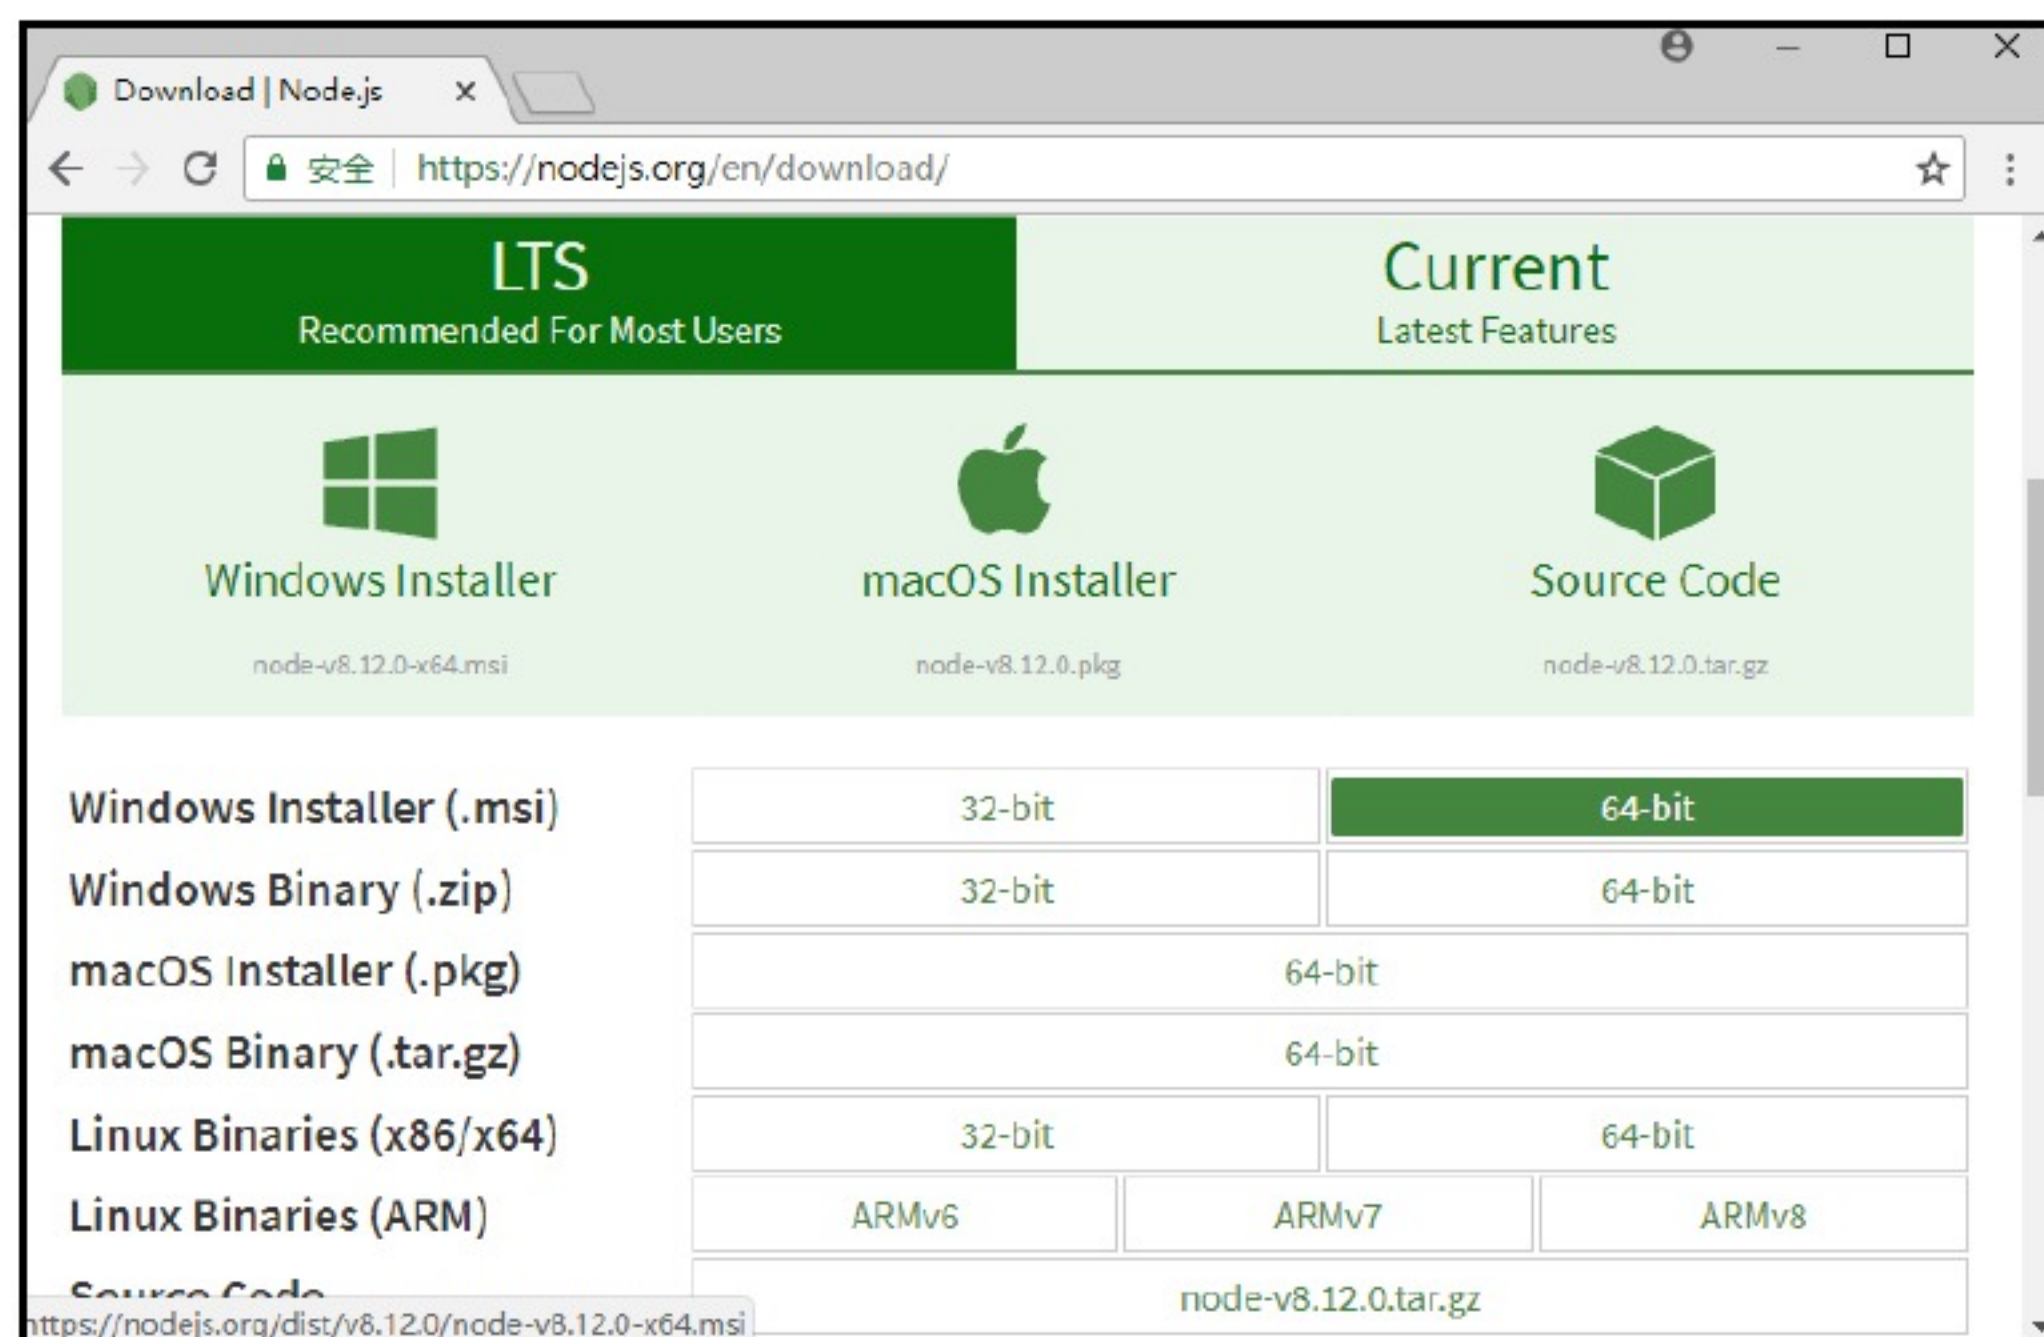 Download | Node.js
安全 https://nodejs.org/en/download/
LTS Current
Recommended For Most Users Latest Features
Windows Installer macOS Installer Source Code
node-v8.12.0-x64.msi node-v8.12.0.pkg node-v8.12.0.tar.gz
Windows Installer (.msi) 32-bit 64-bit
Windows Binary (.zip) 32-bit 64-bit
macOS Installer (.pkg) 64-bit
macOS Binary (.tar.gz) 64-bit
Linux Binaries (x86/x64) 32-bit 64-bit
Linux Binaries (ARM) ARMv6 ARMv7 ARMv8
Source Code node-v8.12.0.tar.gz
https://nodejs.org/dist/v8.12.0/node-v8.12.0-x64.msi